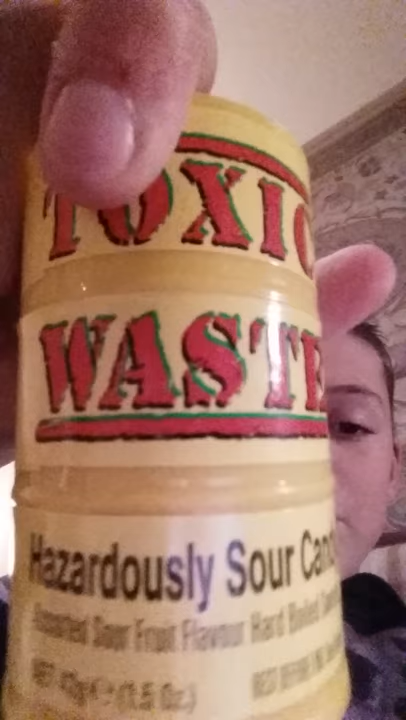 TOXIC
WASTE
Hazardously Sour Cand
Assorted Sour Fruit Flavour Hard Boiled
NET 42g e (1.5 Oz.)